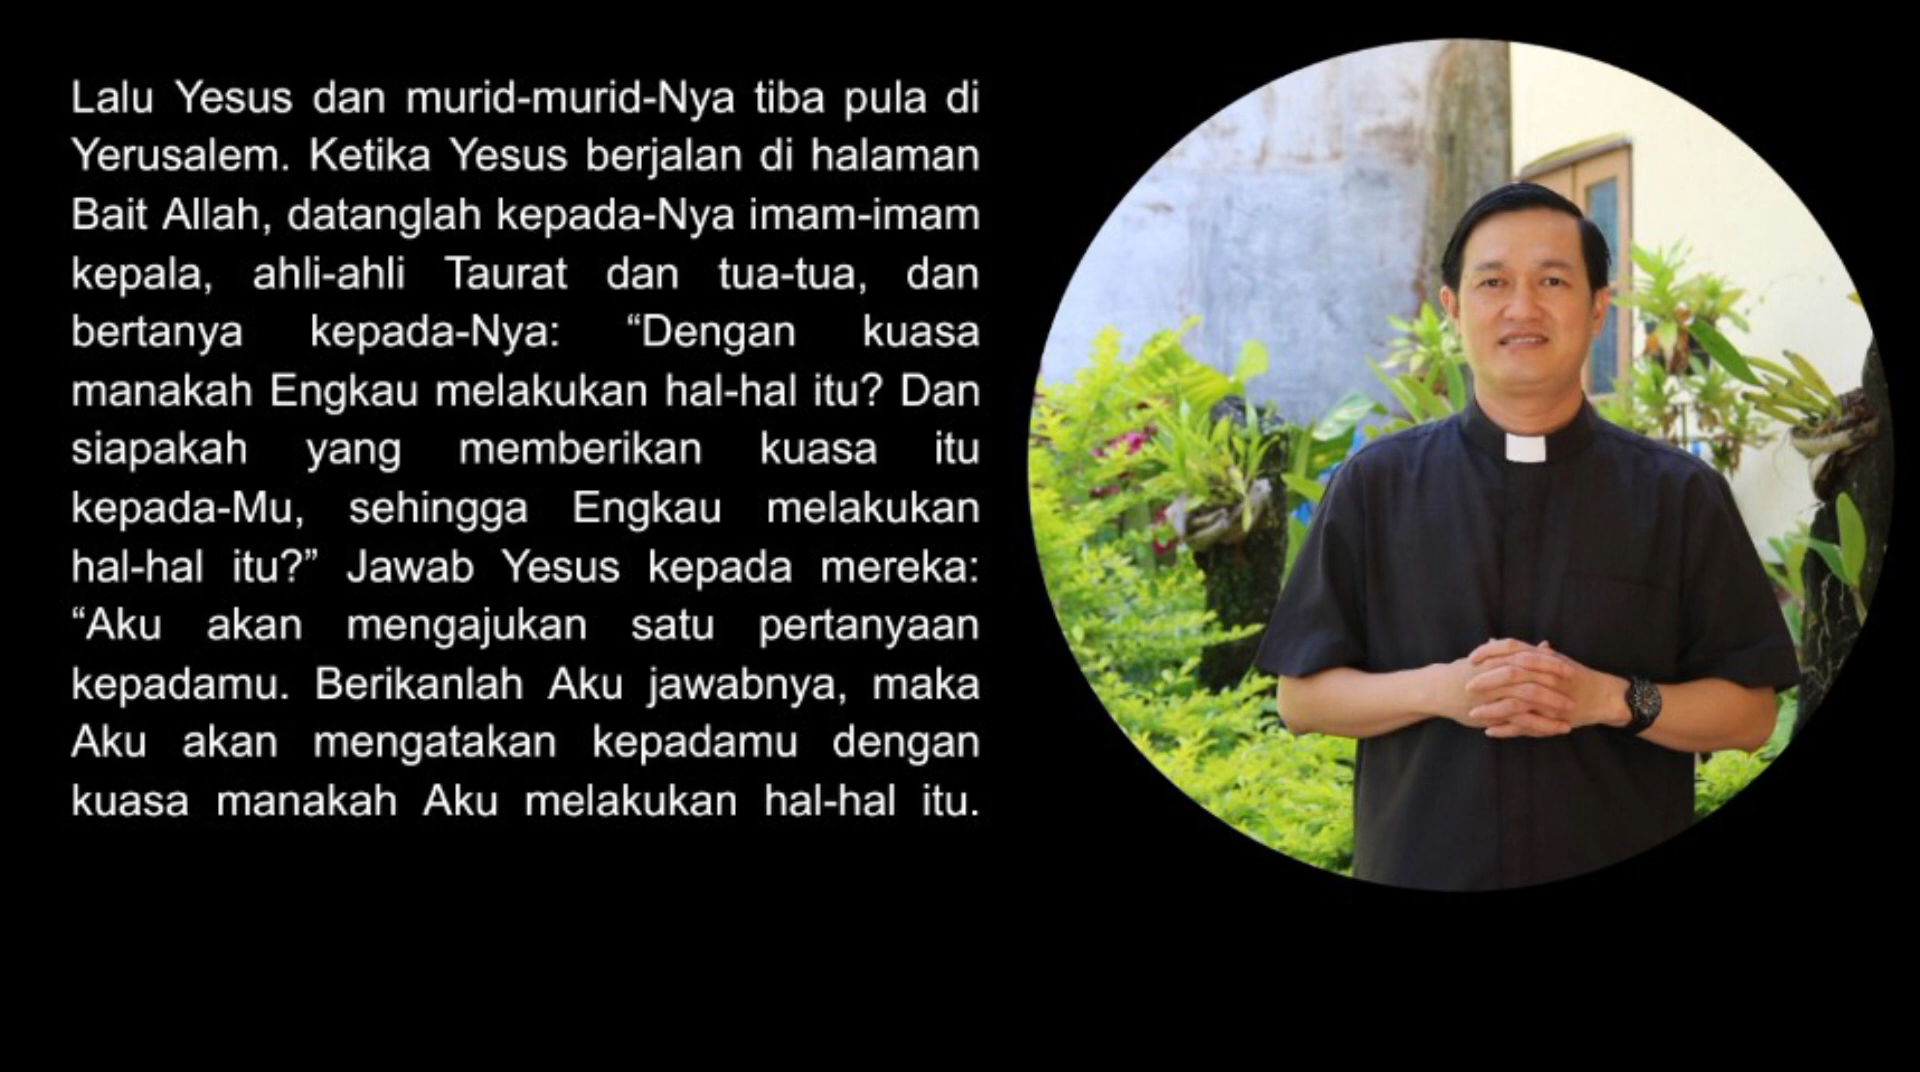 Lalu Yesus dan murid-murid-Nya tiba pula di
Yerusalem. Ketika Yesus berjalan di halaman
Bait Allah, datanglah kepada-Nya imam-imam
kepala, ahli-ahli Taurat dan tua-tua, dan
bertanya kepada-Nya: “Dengan kuasa
manakah Engkau melakukan hal-hal itu? Dan
siapakah yang memberikan kuasa itu
kepada-Mu, sehingga Engkau melakukan
hal-hal itu?” Jawab Yesus kepada mereka:
“Aku akan mengajukan satu pertanyaan
kepadamu. Berikanlah Aku jawabnya, maka
Aku akan mengatakan kepadamu dengan
kuasa manakah Aku melakukan hal-hal itu.